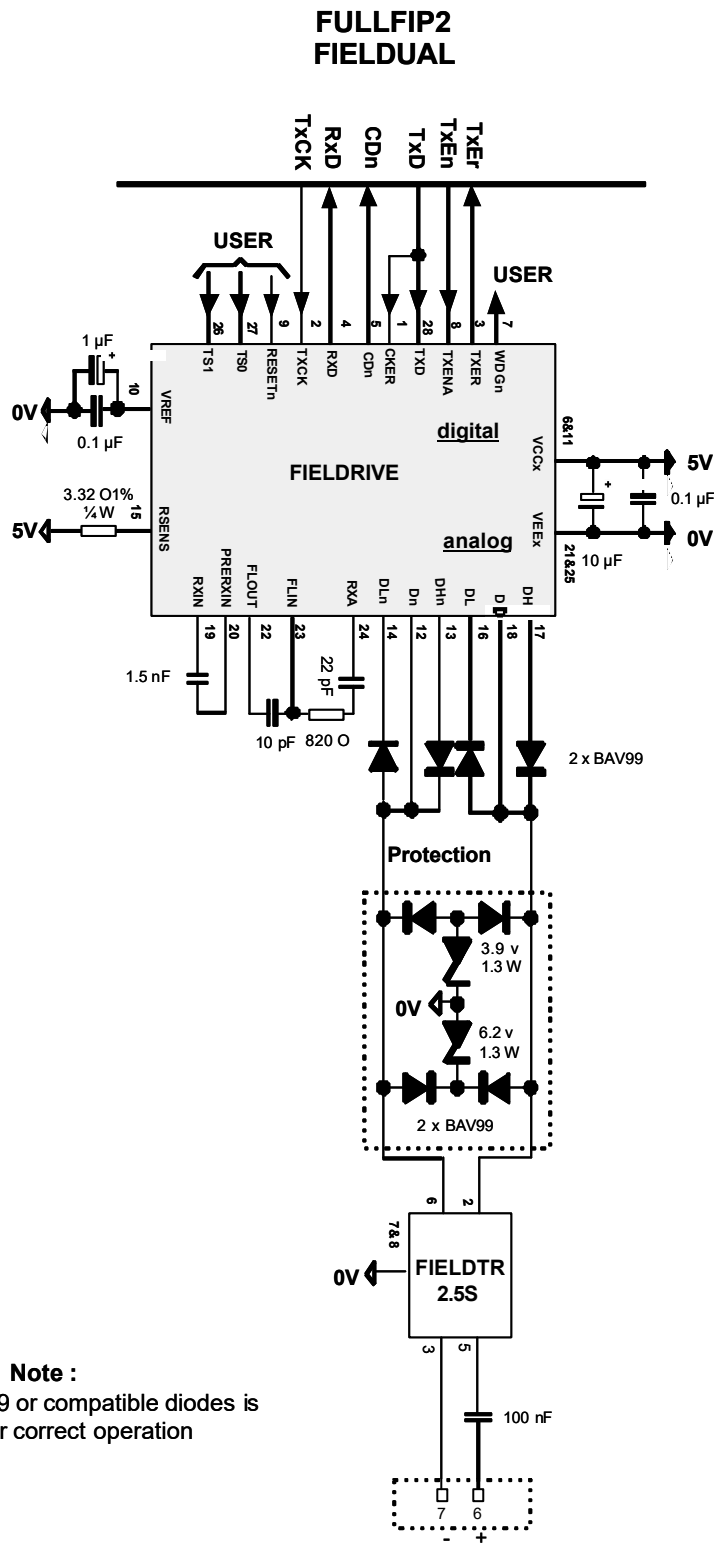 FULLFIP2
FIELDUAL
TxCK
RxD
CDn
TxD
TxEn
TxEr
USER
USER
26
27
9
2
4
5
1
28
8
3
7
TS1
TS0
RESETn
TXCK
RXD
CDn
CKER
TXD
TXENA
TXER
WDGn
1 µF
+
10
VREF
0V
0.1 µF
digital
6&11
VCCx
5V
FIELDRIVE
+
0.1 µF
3.32 O1%
¼ W
15
RSENS
5V
analog
VEEx
0V
21&25
10 µF
RXIN
PRERXIN
FLOUT
FLIN
RXA
DLn
Dn
DHn
DL
D
DH
19
20
22
23
24
14
12
13
16
18
17
1.5 nF
22
pF
10 pF
820 O
2 x BAV99
Protection
3.9 v
1.3 W
0V
6.2 v
1.3 W
2 x BAV99
6
2
7&8
0V
FIELDTR
2.5S
3
5
Note :
9 or compatible diodes is
r correct operation
100 nF
7
6
-
+